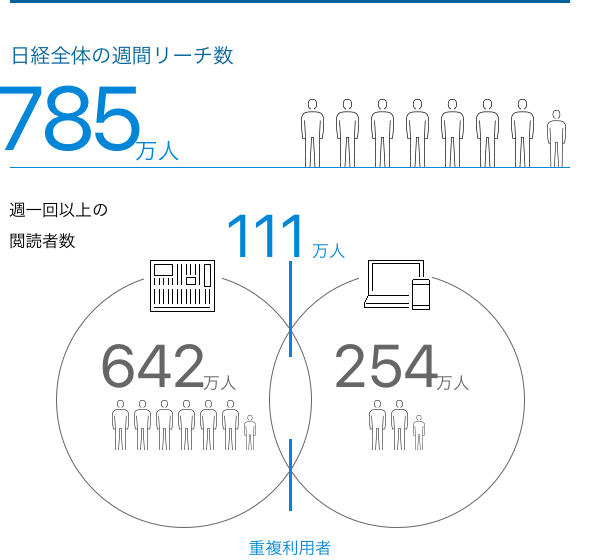 日経全体の週間リーチ数
785万人
週一回以上の
閲読者数
111万人
642万人
254万人
重複利用者